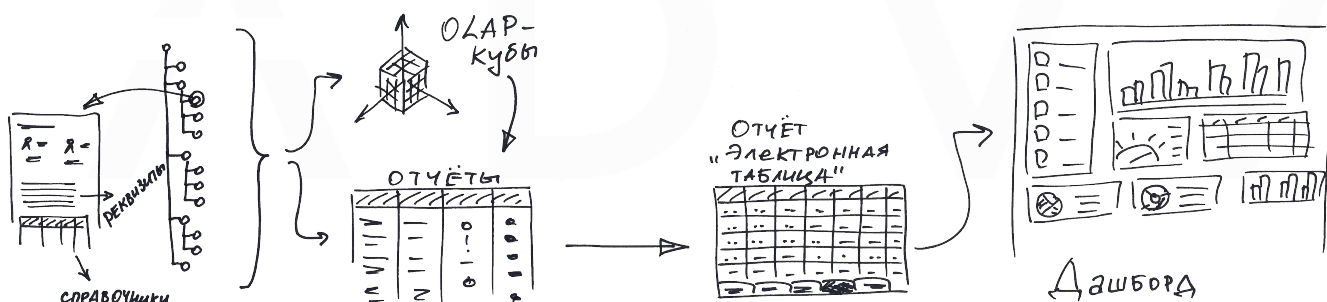 OLAP-
кубы
РЕКВИЗИТЫ
СПРАВОЧНИКИ
ОТЧЁТЫ
ОТЧЁТ
„ЭЛЕКТРОННАЯ
ТАБЛИЦА"
Дашборд